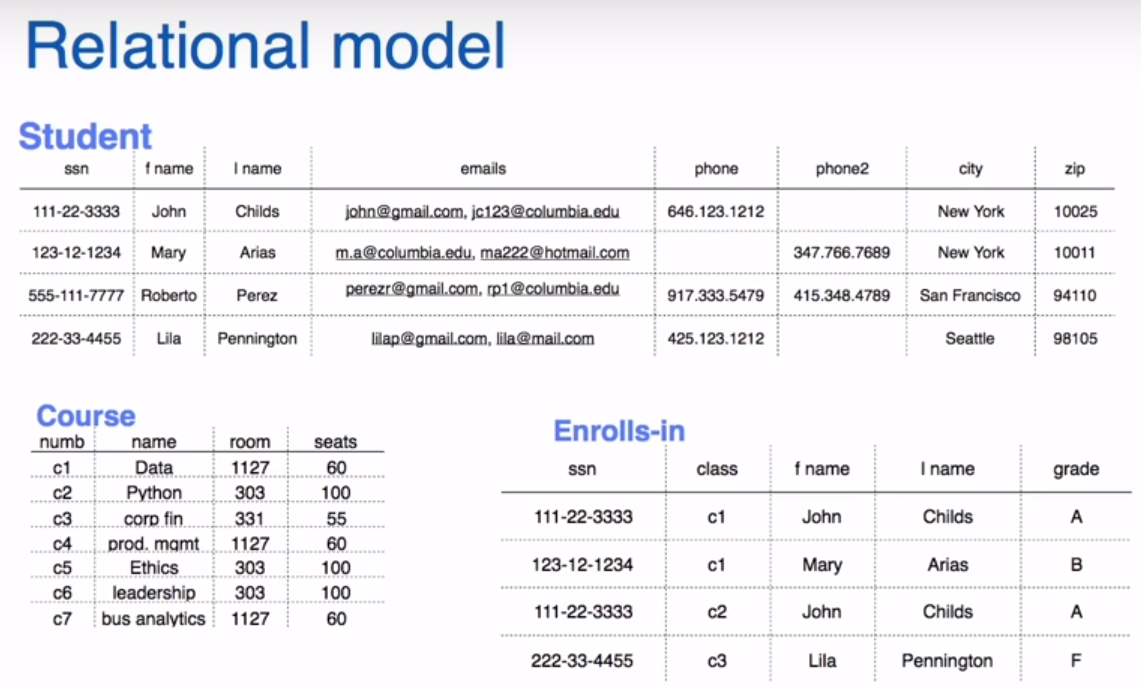 Relational model
Student
ssn f name l name emails phone phone2 city zip
111-22-3333 John Childs john@gmail.com, jc123@columbia.edu 646.123.1212 New York 10025
123-12-1234 Mary Arias m.a@columbia.edu, ma222@hotmail.com 347.766.7689 New York 10011
555-111-7777 Roberto Perez perezr@gmail.com, rp1@columbia.edu 917.333.5479 415.348.4789 San Francisco 94110
222-33-4455 Lila Pennington lilap@gmail.com, lila@mail.com 425.123.1212 Seattle 98105
Course
numb name room seats
c1 Data 1127 60
c2 Python 303 100
c3 corp fin 331 55
c4 prod. mgmt 1127 60
c5 Ethics 303 100
c6 leadership 303 100
c7 bus analytics 1127 60
Enrolls-in
ssn class f name l name grade
111-22-3333 c1 John Childs A
123-12-1234 c1 Mary Arias B
111-22-3333 c2 John Childs A
222-33-4455 c3 Lila Pennington F